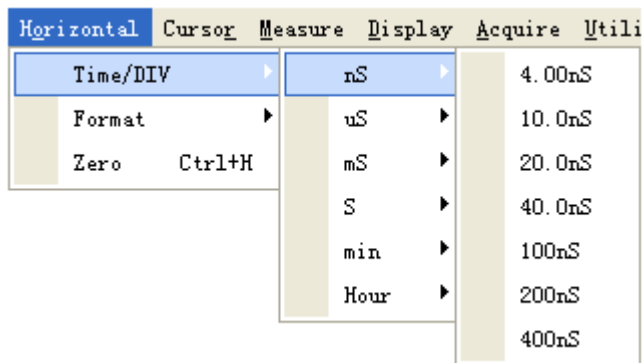 Horizontal Cursor Measure Display Acquire Utili
Time/DIV nS 4.00nS
Format uS 10.0nS
Zero Ctrl+H mS 20.0nS
S 40.0nS
min 100nS
Hour 200nS
400nS